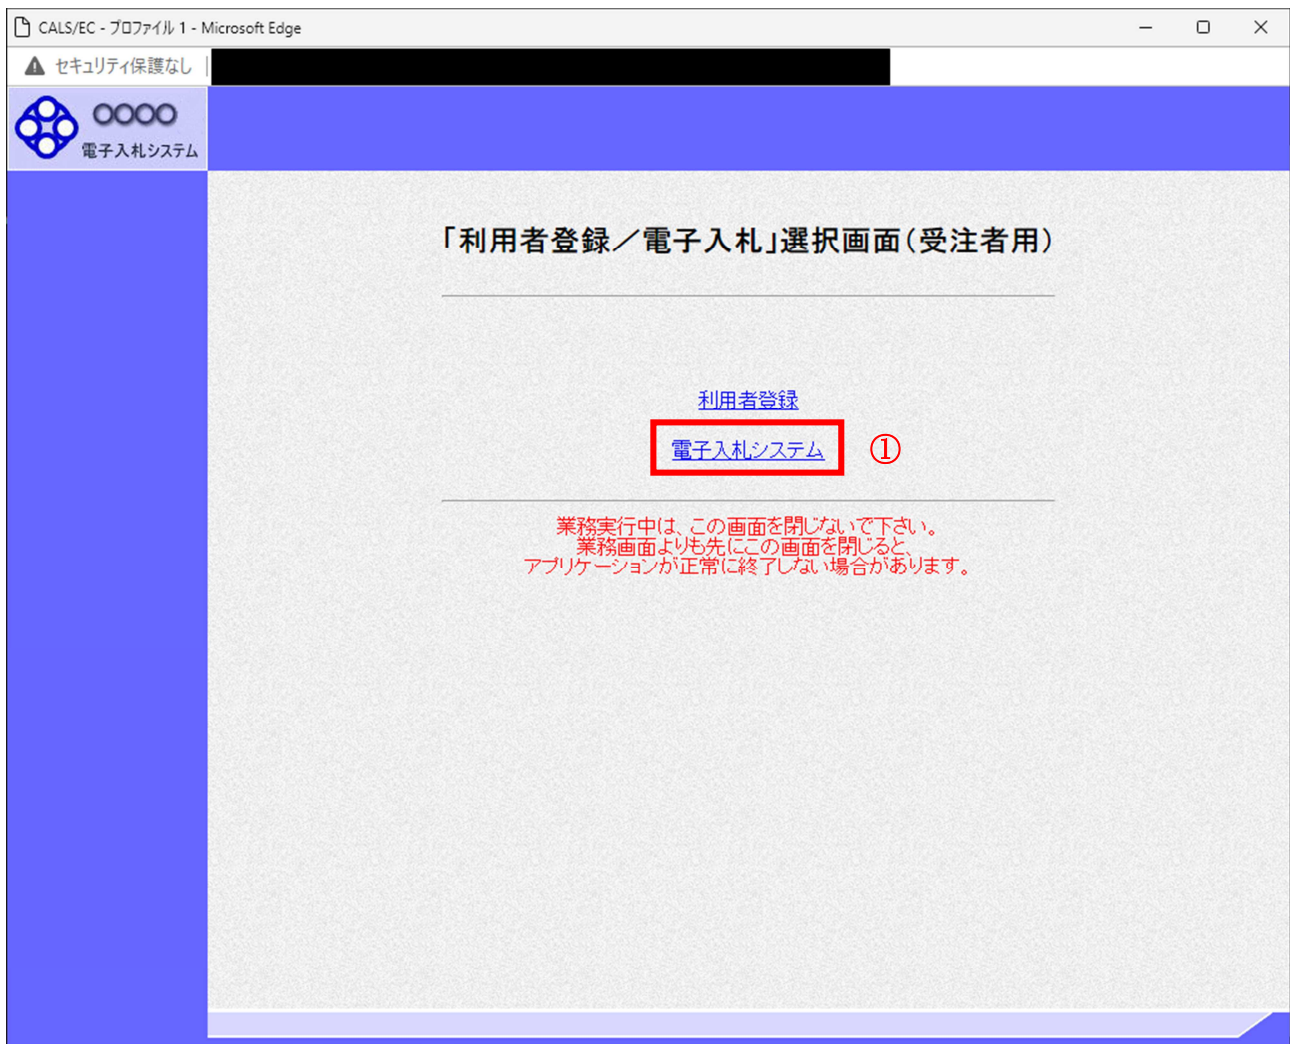 CALS/EC - プロファイル 1 - Microsoft Edge
セキュリティ保護なし
○○○○
電子入札システム
「利用者登録／電子入札」選択画面(受注者用)
利用者登録
電子入札システム ①
業務実行中は、この画面を閉じないで下さい。
業務画面よりも先にこの画面を閉じると、
アプリケーションが正常に終了しない場合があります。